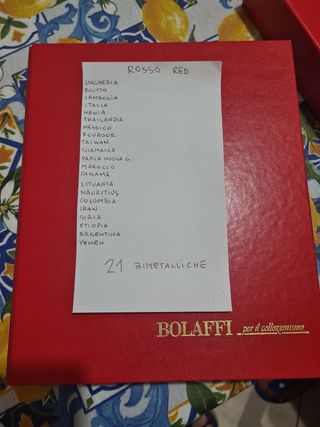 ROSSO RED
UNGHERIA
EGITTO
CAMBOGIA
ITALIA
KENIA
THAILANDIA
MESSICO
ECUADOR
TAIWAN
GIAMAICA
PAPUA NUOVA G.
MAROCCO
PANAMA
LITUANIA
MAURITIUS
COLOMBIA
IRAN
SIRIA
ETIOPIA
ARGENTINA
YEMEN
21 BIMETALLICHE
BOLAFFI per il collezionismo